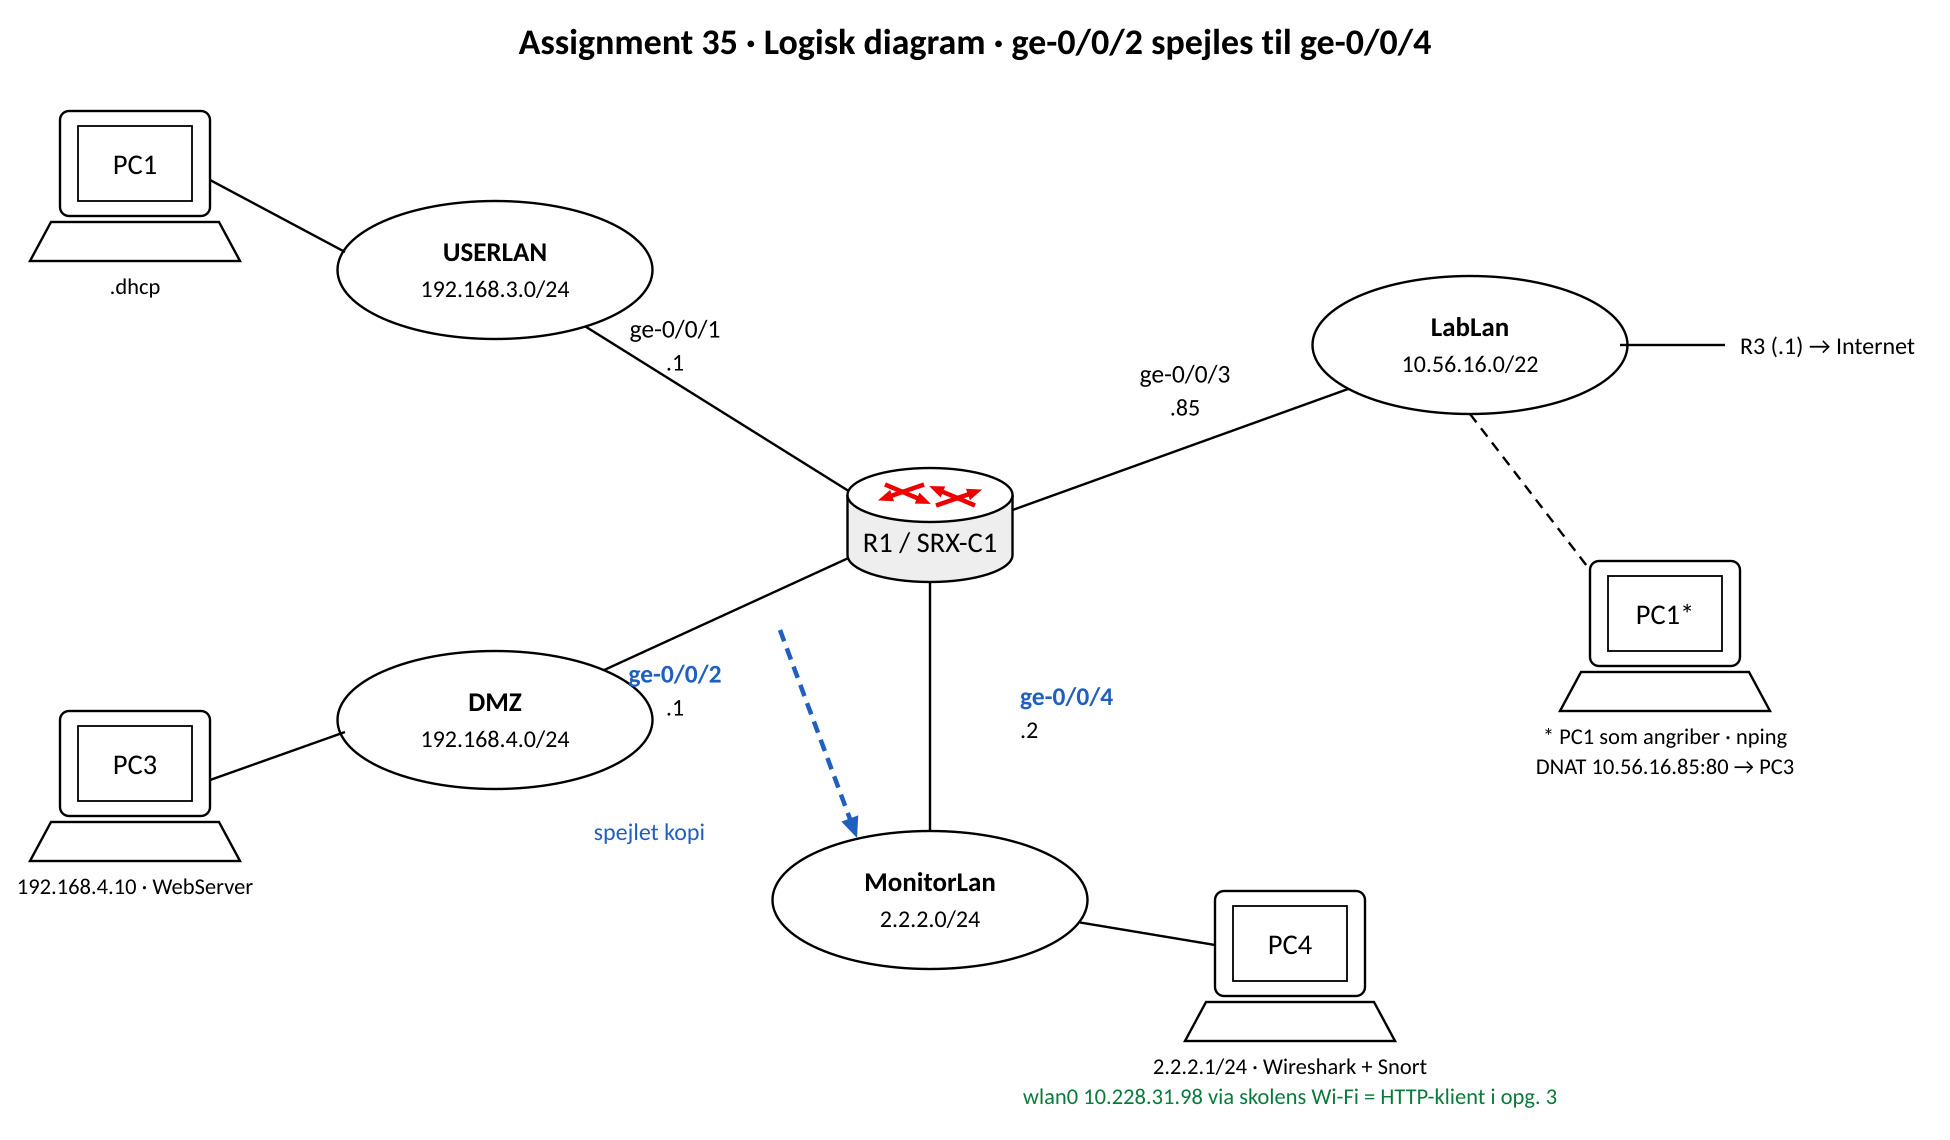 Assignment 35 · Logisk diagram · ge-0/0/2 spejles til ge-0/0/4
PC1
.dhcp
USERLAN
192.168.3.0/24
ge-0/0/1
.1
LabLan
10.56.16.0/22
R3 (.1) → Internet
ge-0/0/3
.85
R1 / SRX-C1
PC1*
* PC1 som angriber · nping
DNAT 10.56.16.85:80 → PC3
DMZ
192.168.4.0/24
ge-0/0/2
.1
ge-0/0/4
.2
PC3
192.168.4.10 · WebServer
spejlet kopi
MonitorLan
2.2.2.0/24
PC4
2.2.2.1/24 · Wireshark + Snort
wlan0 10.228.31.98 via skolens Wi-Fi = HTTP-klient i opg. 3